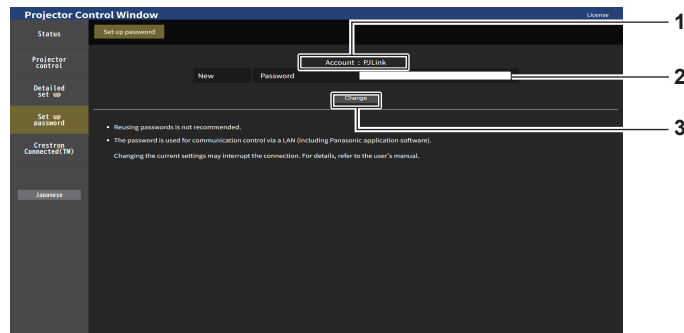 Projector Control Window
License
1
Status
Set up password
Projector
control
Account : PJLink
New
Password
2
Detailed
set up
Change
Set up
password
3
• Reusing passwords is not recommended.
• The password is used for communication control via a LAN (including Panasonic application software).
Crestron
Connected(TM)
Changing the current settings may interrupt the connection. For details, refer to the user's manual.
Japanese